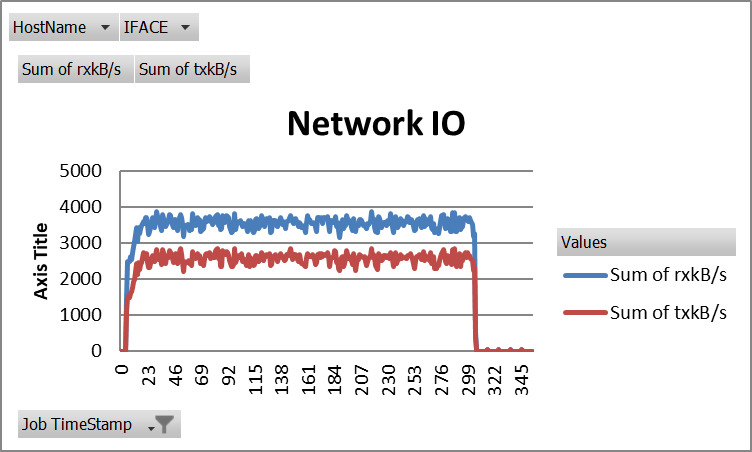 HostName IFACE
Sum of rxkB/s Sum of txkB/s
Network IO
5000
4000
3000
2000
1000
0
Axis Title
0 23 46 69 92 115 138 161 184 207 230 253 276 299 322 345
Values
Sum of rxkB/s
Sum of txkB/s
Job TimeStamp